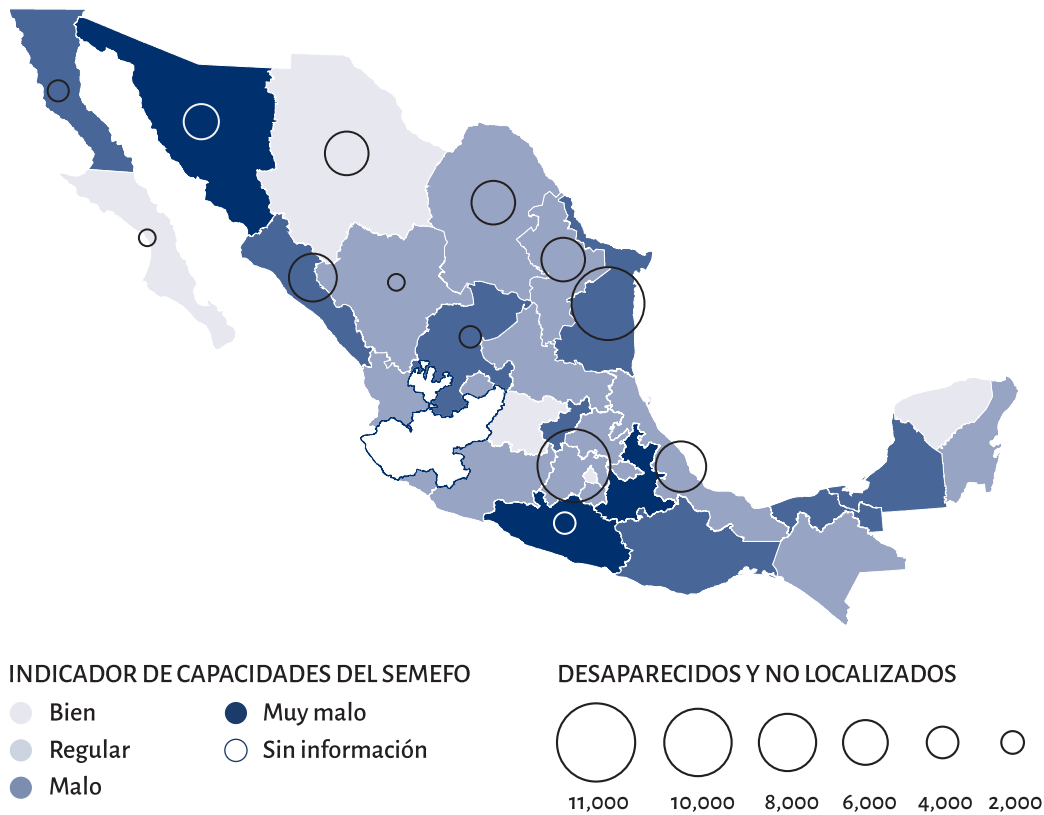 INDICADOR DE CAPACIDADES DEL SEMEFO
Bien
Regular
Malo
Muy malo
Sin información
DESAPARECIDOS Y NO LOCALIZADOS
11,000 10,000 8,000 6,000 4,000 2,000